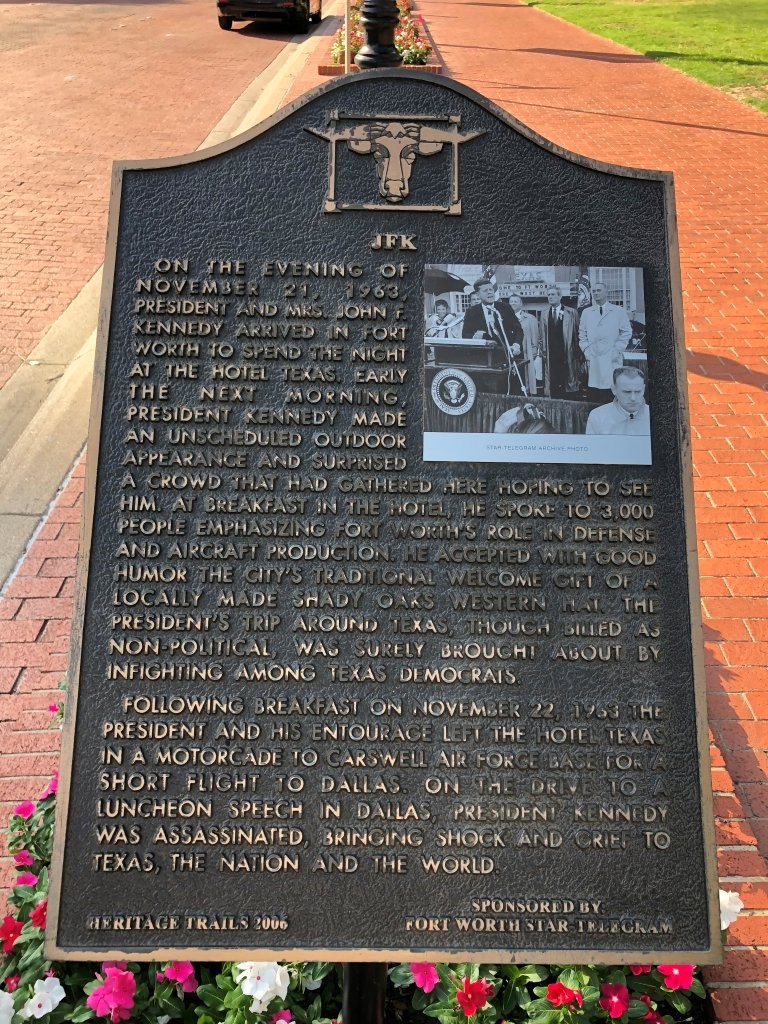 JFK
ON THE EVENING OF
NOVEMBER 21, 1963,
PRESIDENT AND MRS. JOHN F.
KENNEDY ARRIVED IN FORT
WORTH TO SPEND THE NIGHT
AT THE HOTEL TEXAS. EARLY
THE NEXT MORNING,
PRESIDENT KENNEDY MADE
AN UNSCHEDULED OUTDOOR
APPEARANCE AND SURPRISED
A CROWD THAT HAD GATHERED HERE HOPING TO SEE
HIM. AT BREAKFAST IN THE HOTEL, HE SPOKE TO 3,000
PEOPLE EMPHASIZING FORT WORTH'S ROLE IN DEFENSE
AND AIRCRAFT PRODUCTION. HE ACCEPTED WITH GOOD
HUMOR THE CITY'S TRADITIONAL WELCOME GIFT OF A
LOCALLY MADE SHADY OAKS WESTERN HAT. THE
PRESIDENT'S TRIP AROUND TEXAS, THOUGH BILLED AS
NON-POLITICAL, WAS SURELY BROUGHT ABOUT BY
INFIGHTING AMONG TEXAS DEMOCRATS.
STAR-TELEGRAM ARCHIVE PHOTO
FOLLOWING BREAKFAST ON NOVEMBER 22, 1963 THE
PRESIDENT AND HIS ENTOURAGE LEFT THE HOTEL TEXAS
IN A MOTORCADE TO CARSWELL AIR FORCE BASE FOR A
SHORT FLIGHT TO DALLAS. ON THE DRIVE TO A
LUNCHEON SPEECH IN DALLAS, PRESIDENT KENNEDY
WAS ASSASSINATED, BRINGING SHOCK AND GRIEF TO
TEXAS, THE NATION AND THE WORLD.
HERITAGE TRAILS 2006
SPONSORED BY
FORT WORTH STAR-TELEGRAM